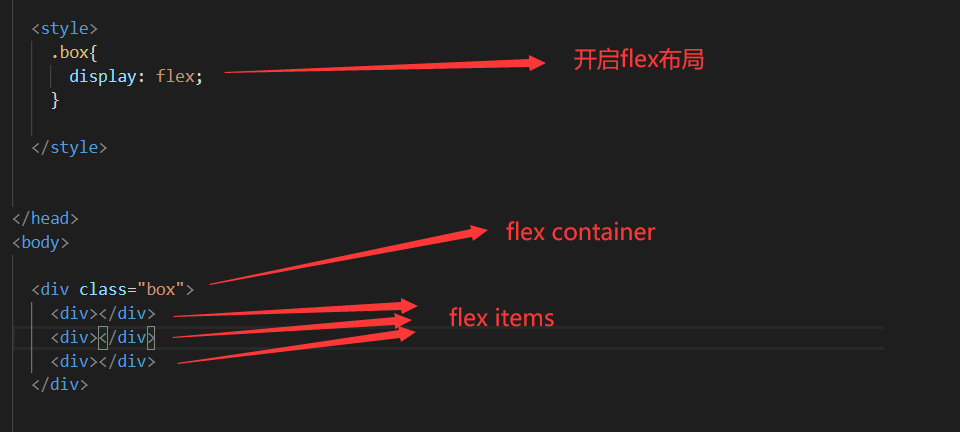 <style>
.box{
display: flex;
开启flex布局
}
</style>
</head>
<body>
flex container
<div class="box">
<div></div>
flex items
<div></div>
<div></div>
</div>